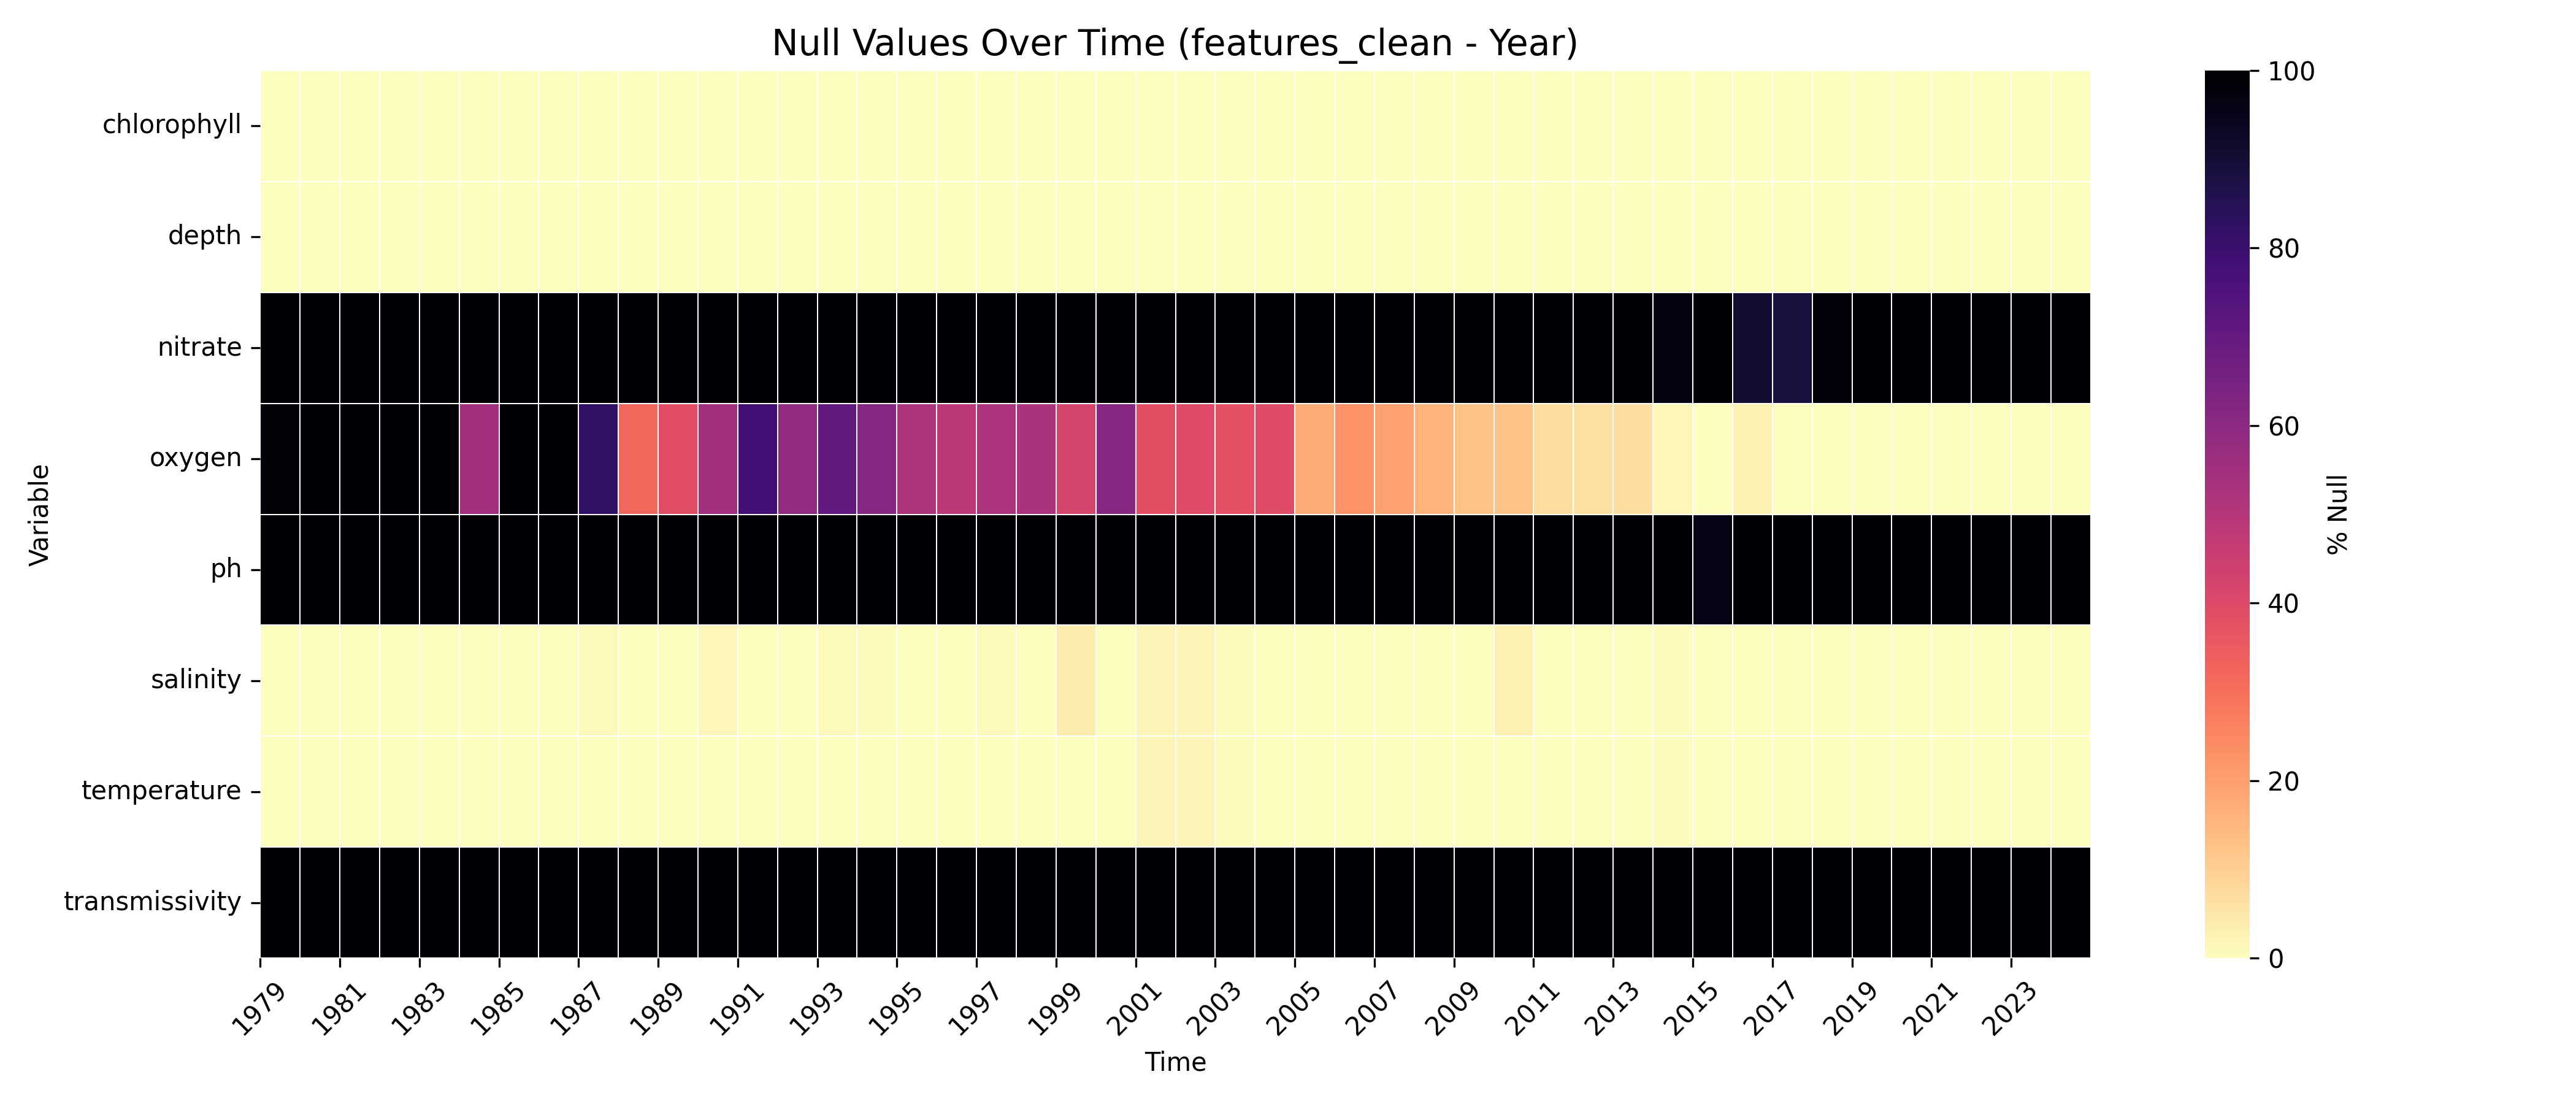 Null Values Over Time (features_clean - Year)
Variable
chlorophyll
depth
nitrate
oxygen
ph
salinity
temperature
transmissivity
1979 1981 1983 1985 1987 1989 1991 1993 1995 1997 1999 2001 2003 2005 2007 2009 2011 2013 2015 2017 2019 2021 2023
Time
100
80
60
40
20
0
% Null